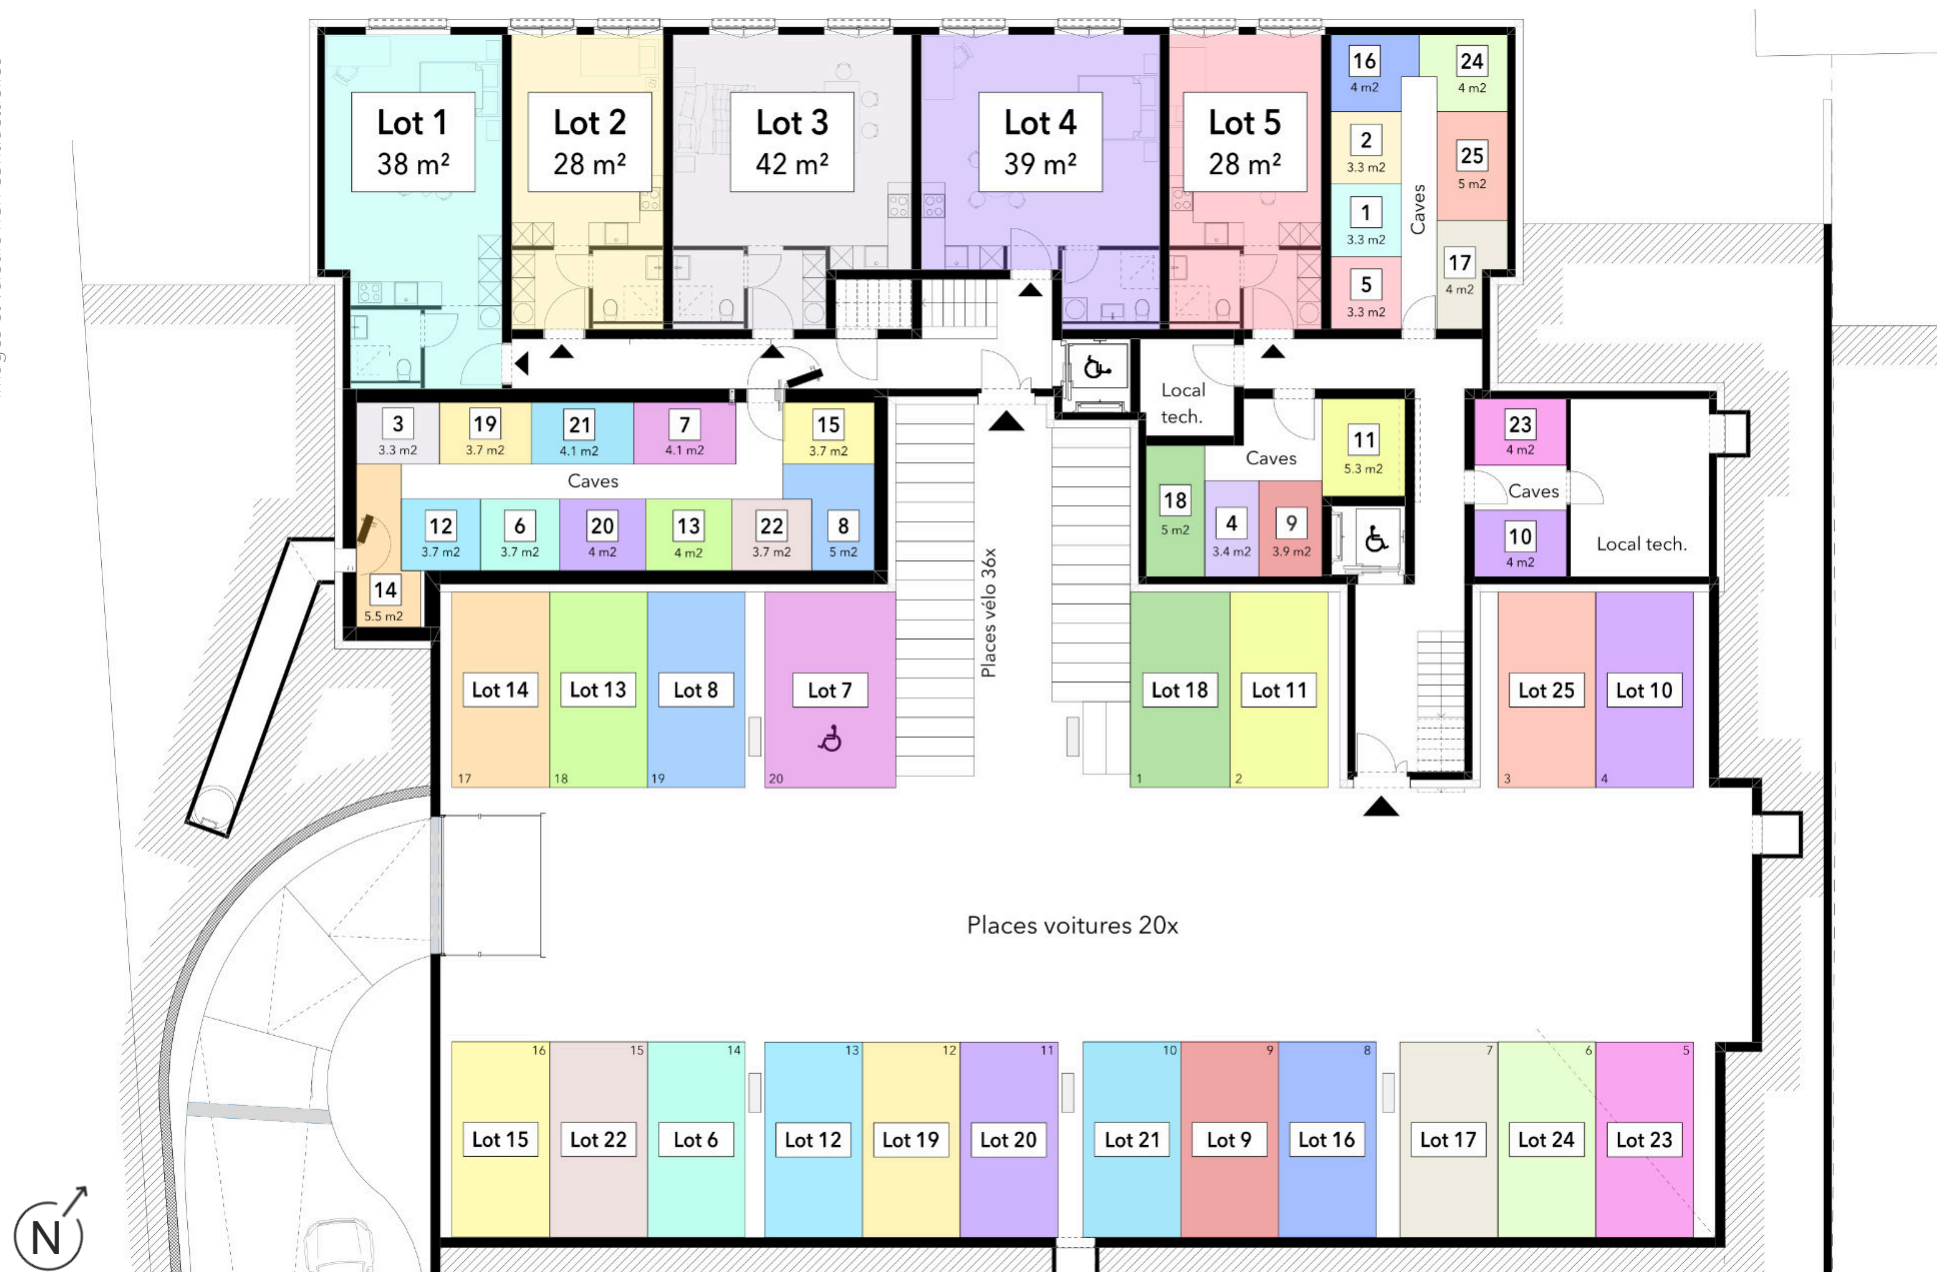 Lot 1
38 m²
Lot 2
28 m²
Lot 3
42 m²
Lot 4
39 m²
Lot 5
28 m²
16
4 m2
24
4 m2
2
3.3 m2
25
5 m2
1
3.3 m2
Caves
17
4 m2
5
3.3 m2
Local
tech.
3
3.3 m2
19
3.7 m2
21
4.1 m2
7
4.1 m2
15
3.7 m2
Caves
12
3.7 m2
6
3.7 m2
20
4 m2
13
4 m2
22
3.7 m2
8
5 m2
14
5.5 m2
Places vélo 36x
11
5.3 m2
Caves
18
5 m2
4
3.4 m2
9
3.9 m2
23
4 m2
Caves
10
4 m2
Local tech.
Lot 14
17
Lot 13
18
Lot 8
19
Lot 7
20
Lot 18
1
Lot 11
2
Lot 25
3
Lot 10
4
Places voitures 20x
16
Lot 15
15
Lot 22
14
Lot 6
13
Lot 12
12
Lot 19
11
Lot 20
10
Lot 21
9
Lot 9
8
Lot 16
7
Lot 17
6
Lot 24
5
Lot 23
N